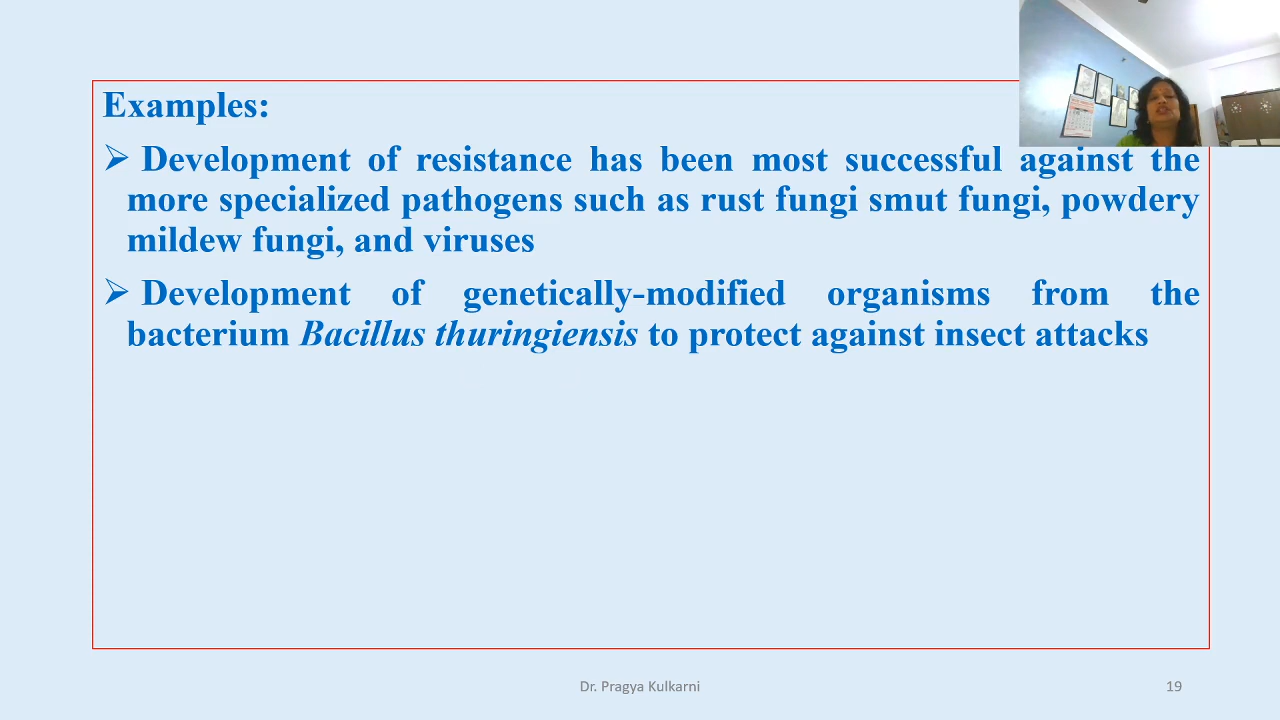 Examples:
➢ Development of resistance has been most successful against the
more specialized pathogens such as rust fungi smut fungi, powdery
mildew fungi, and viruses
➢ Development of genetically-modified organisms from the
bacterium Bacillus thuringiensis to protect against insect attacks
Dr. Pragya Kulkarni
19